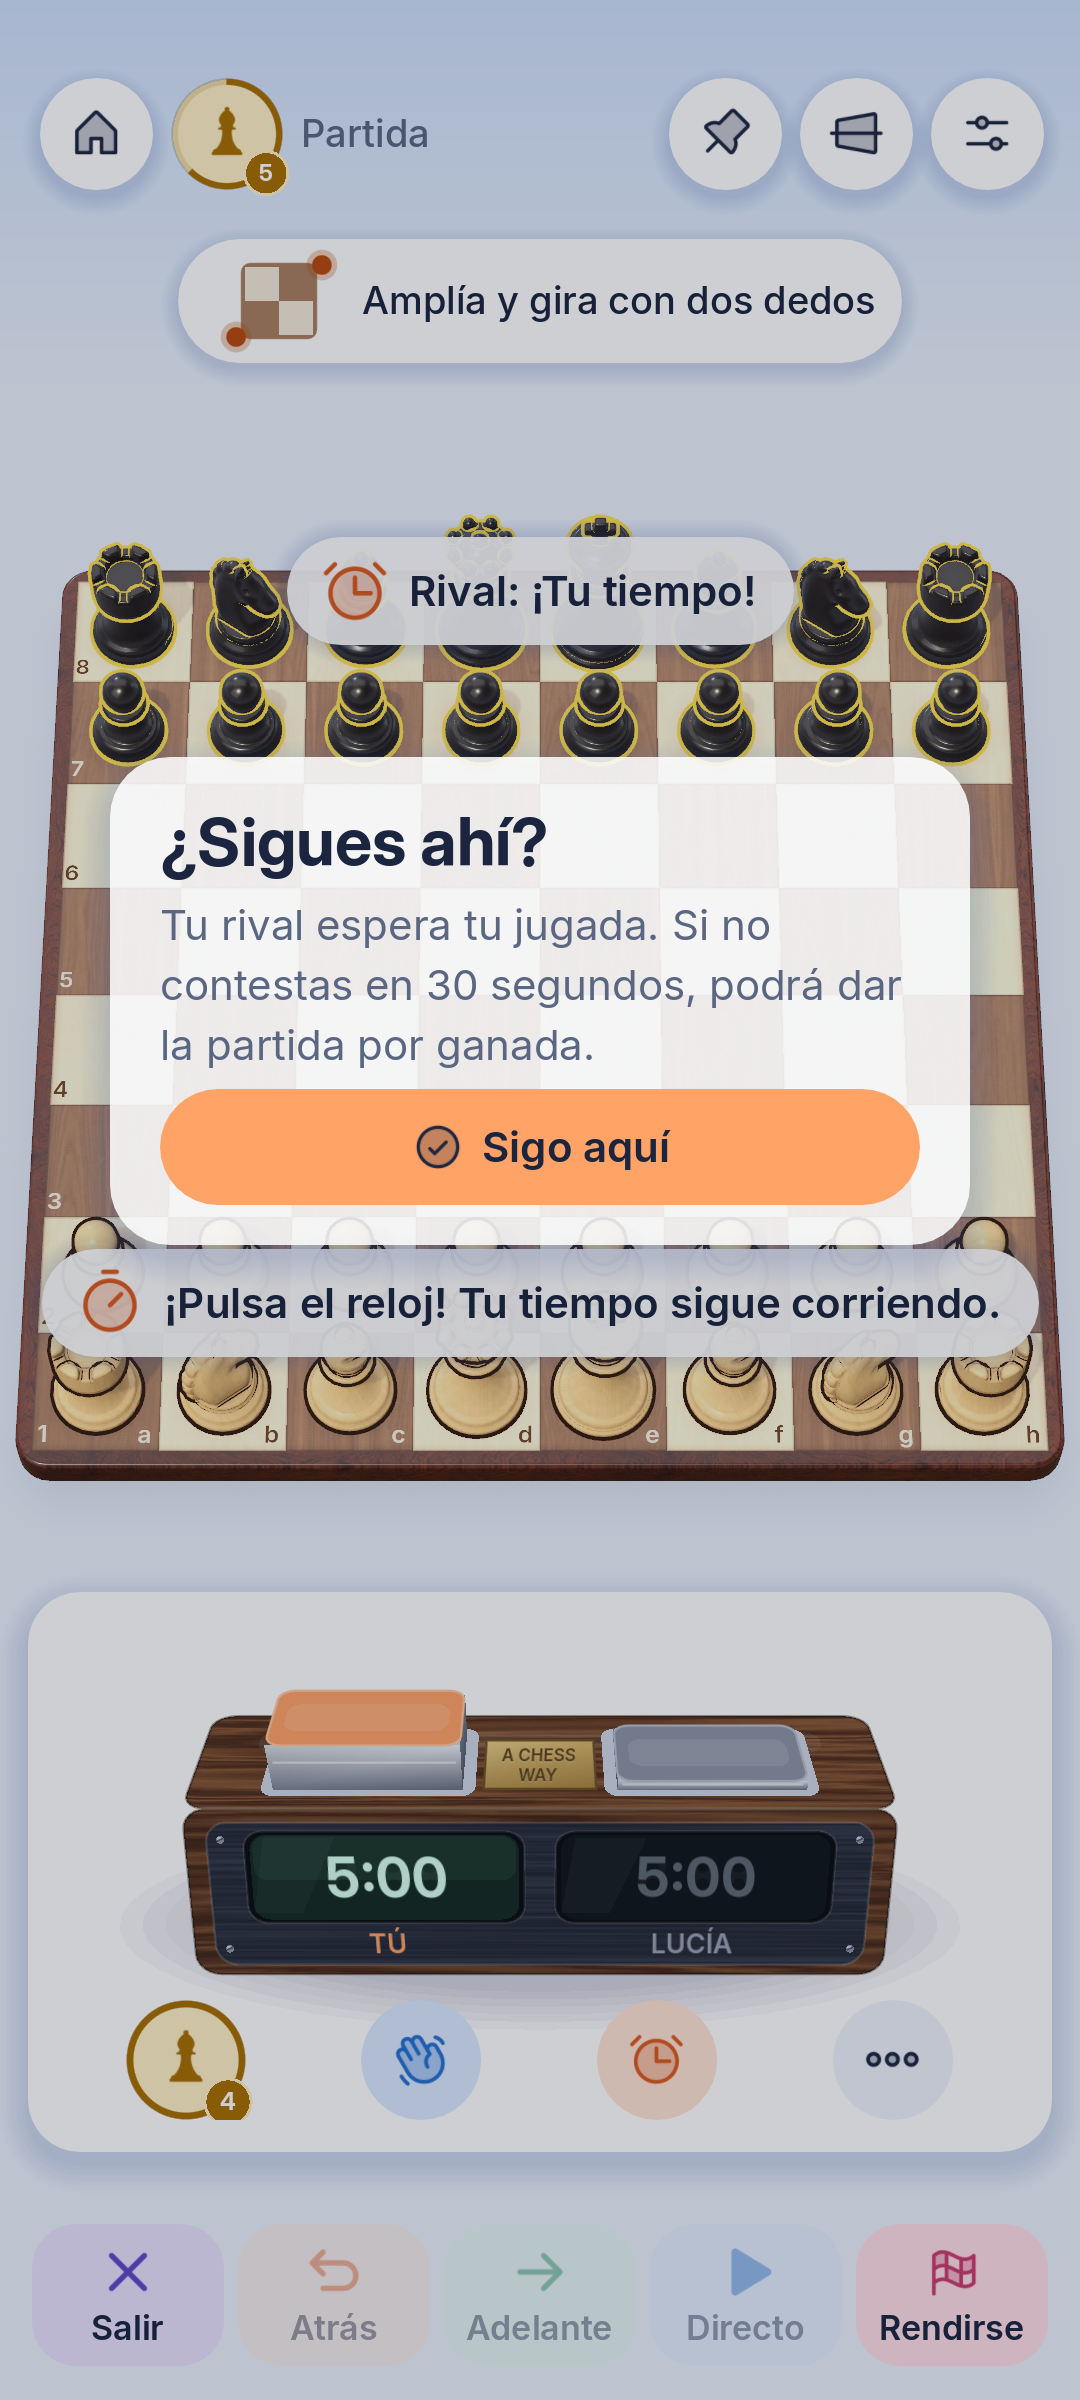 Partida
5
Amplía y gira con dos dedos
Rival: ¡Tu tiempo!
8
7
¿Sigues ahí?
6
Tu rival espera tu jugada. Si no
contestas en 30 segundos, podrá dar
5
la partida por ganada.
4
Sigo aquí
3
¡Pulsa el reloj! Tu tiempo sigue corriendo.
1 a b c d e f g h
A CHESS
WAY
5:00 5:00
TÚ LUCÍA
4
Salir Atrás Adelante Directo Rendirse